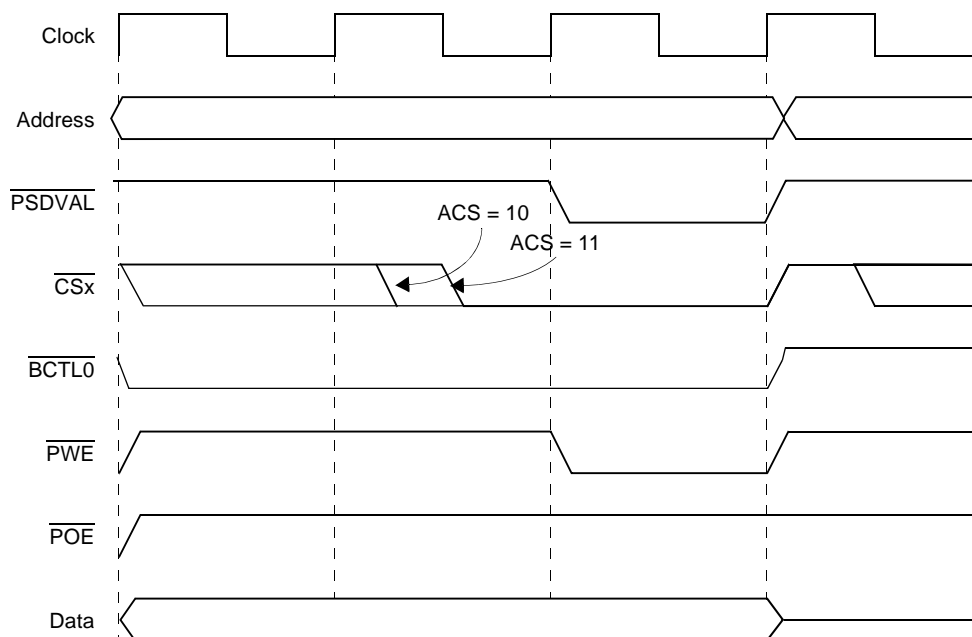 Clock
Address
PSDVAL
ACS = 10
ACS = 11
CSx
BCTL0
PWE
POE
Data